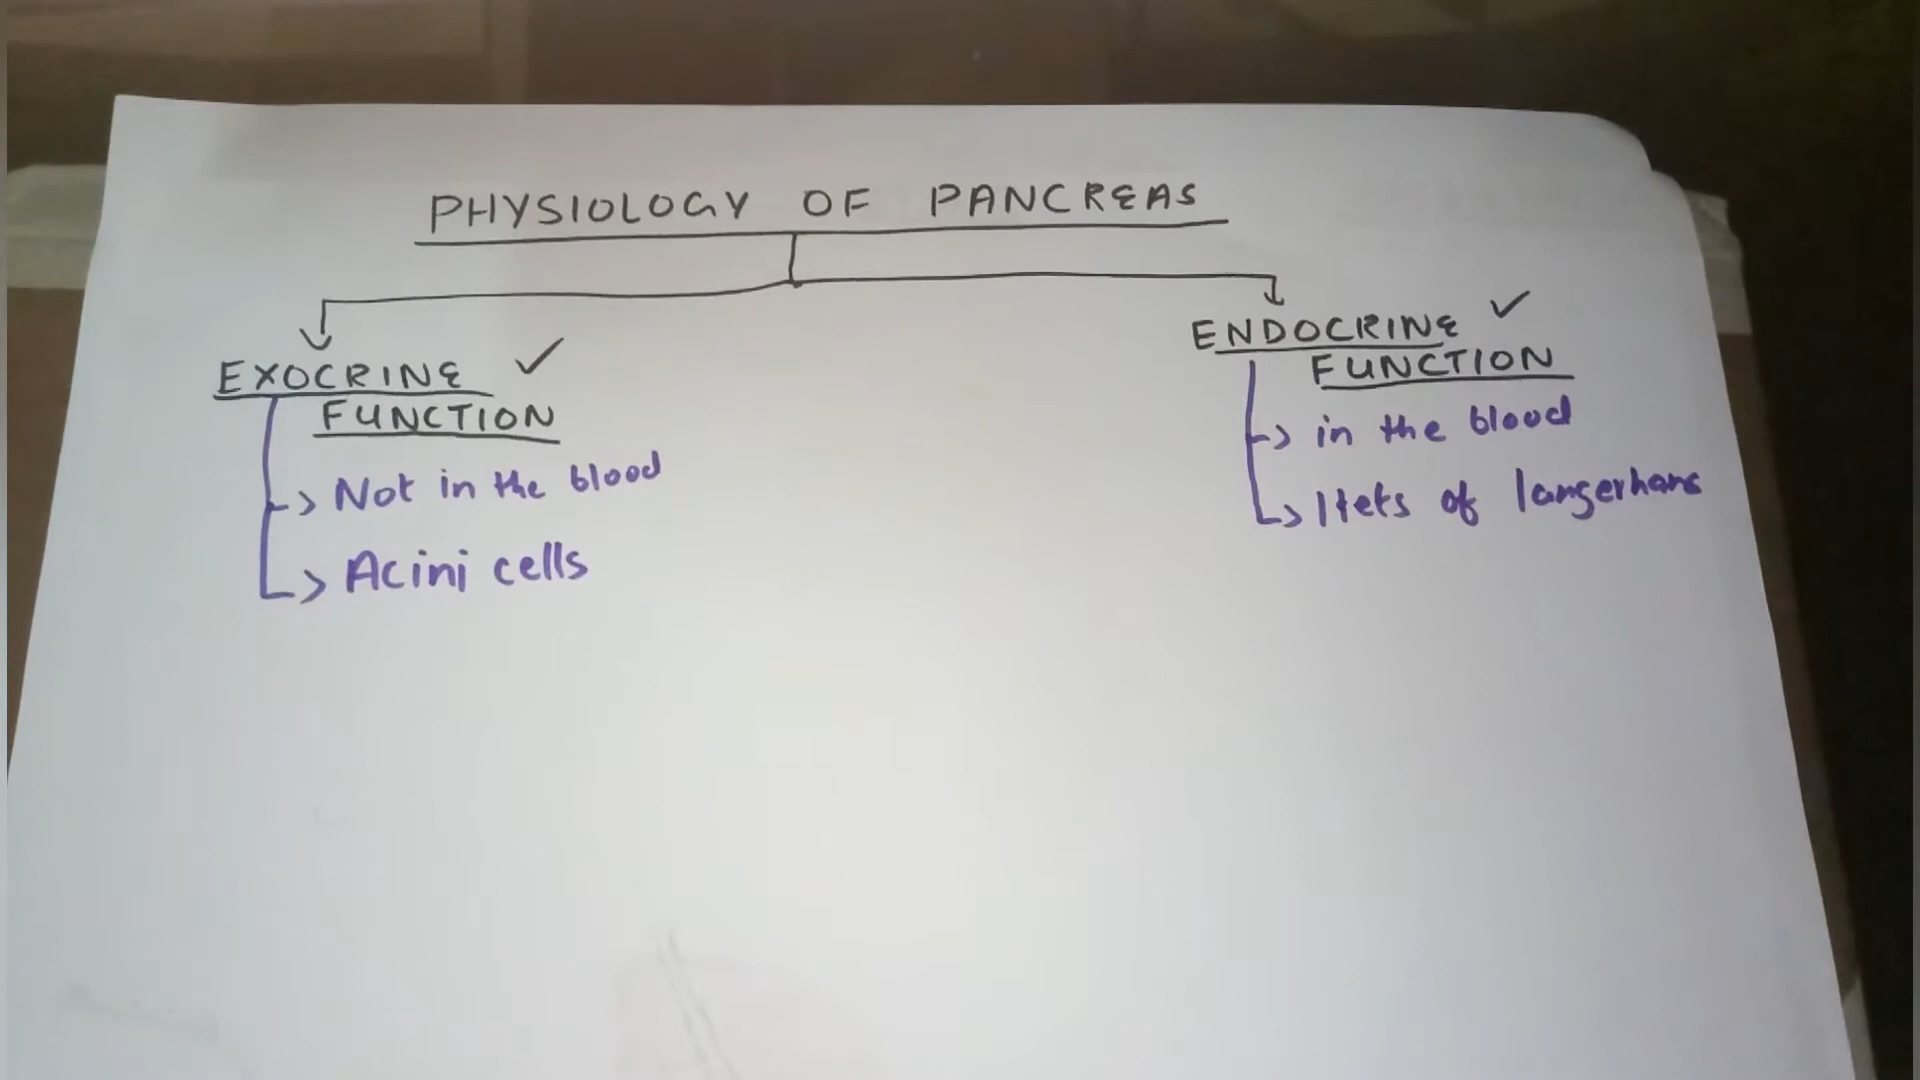 PHYSIOLOGY OF PANCREAS
EXOCRINE ✓
FUNCTION
-> Not in the blood
-> Acini cells
ENDOCRINE ✓
FUNCTION
-> in the blood
-> Itets of langerhans